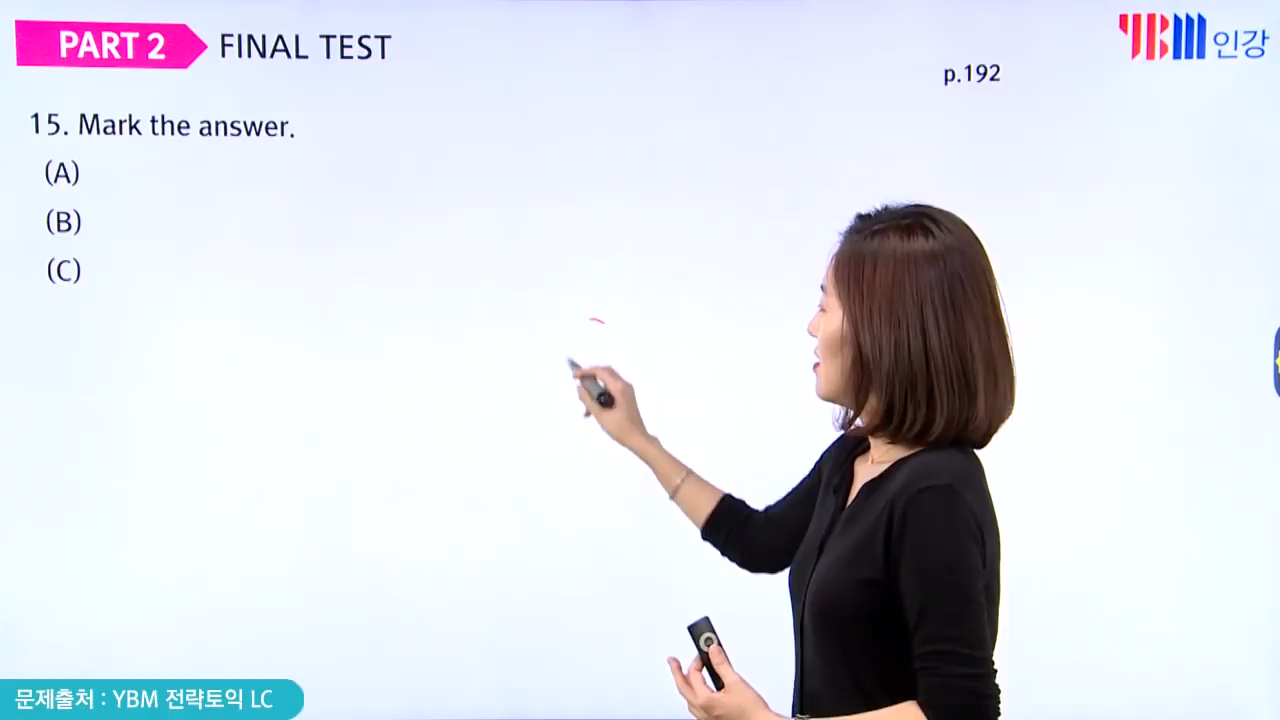 PART 2 FINAL TEST
YBM 인강
p.192
15. Mark the answer.
(A)
(B)
(C)
문제출처 : YBM 전략토익 LC